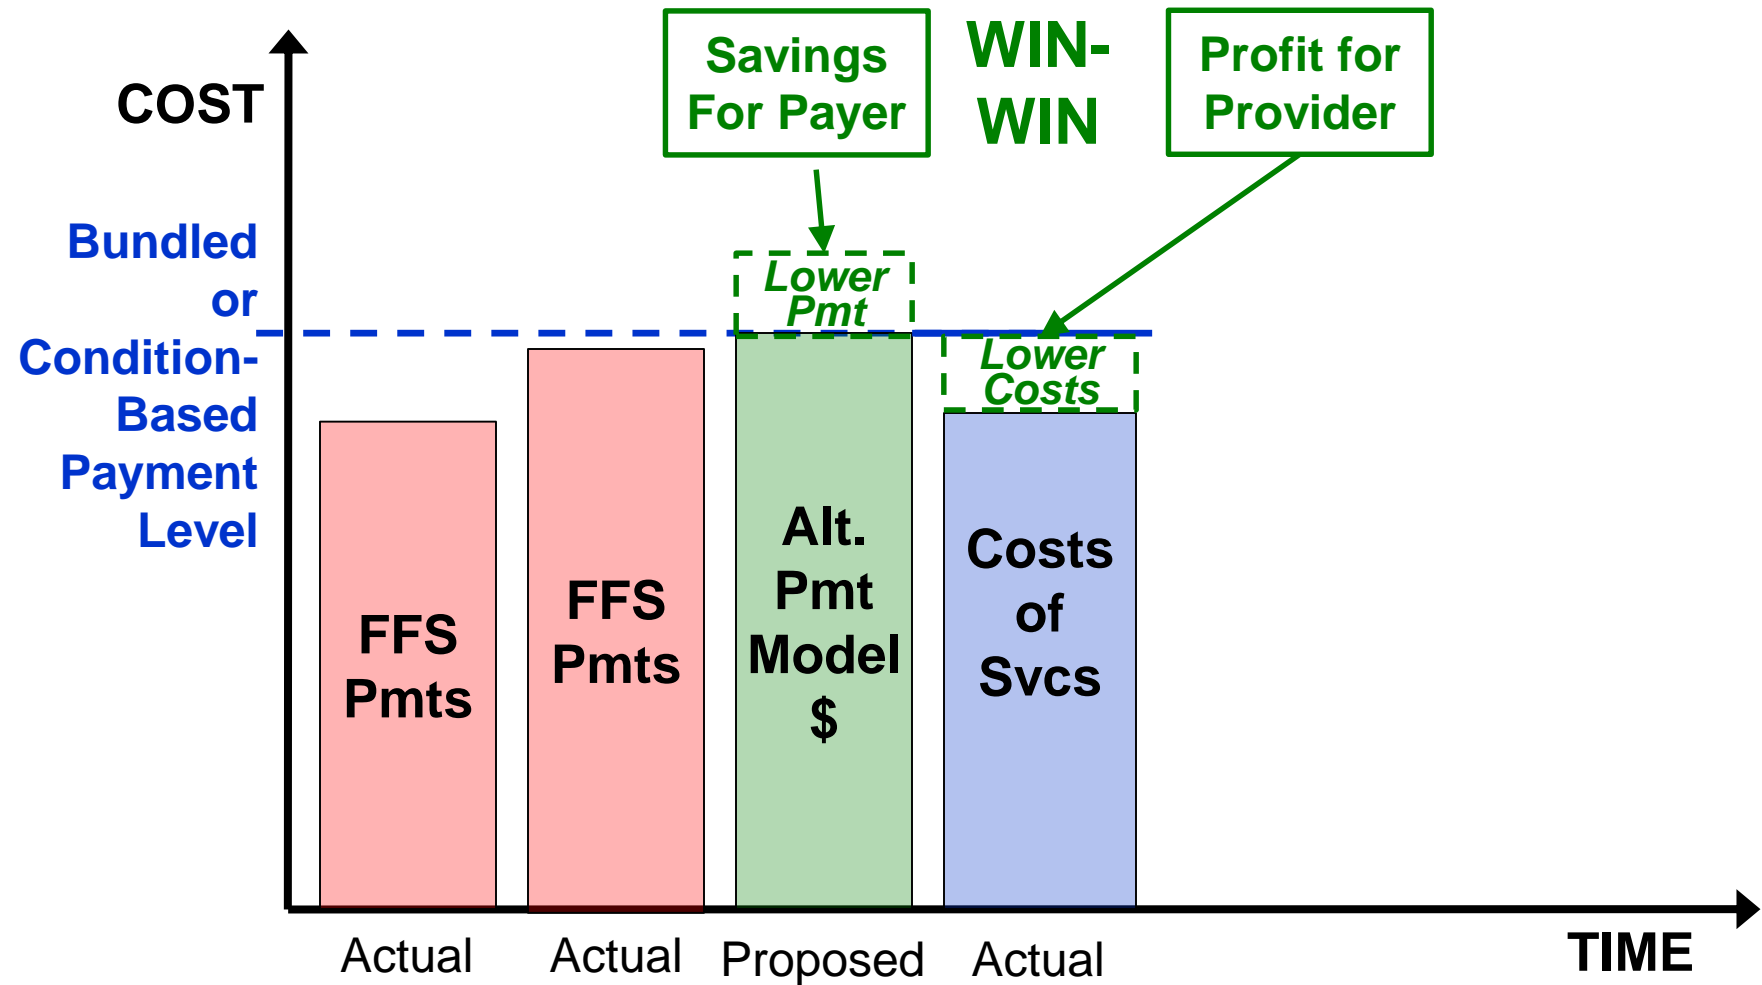 COST
Savings
For Payer
WIN-
WIN
Profit for
Provider
Bundled
or
Condition-
Based
Payment
Level
Lower
Pmt
Lower
Costs
FFS
Pmts
FFS
Pmts
Alt.
Pmt
Model
$
Costs
of
Svcs
Actual
Actual
Proposed
Actual
TIME